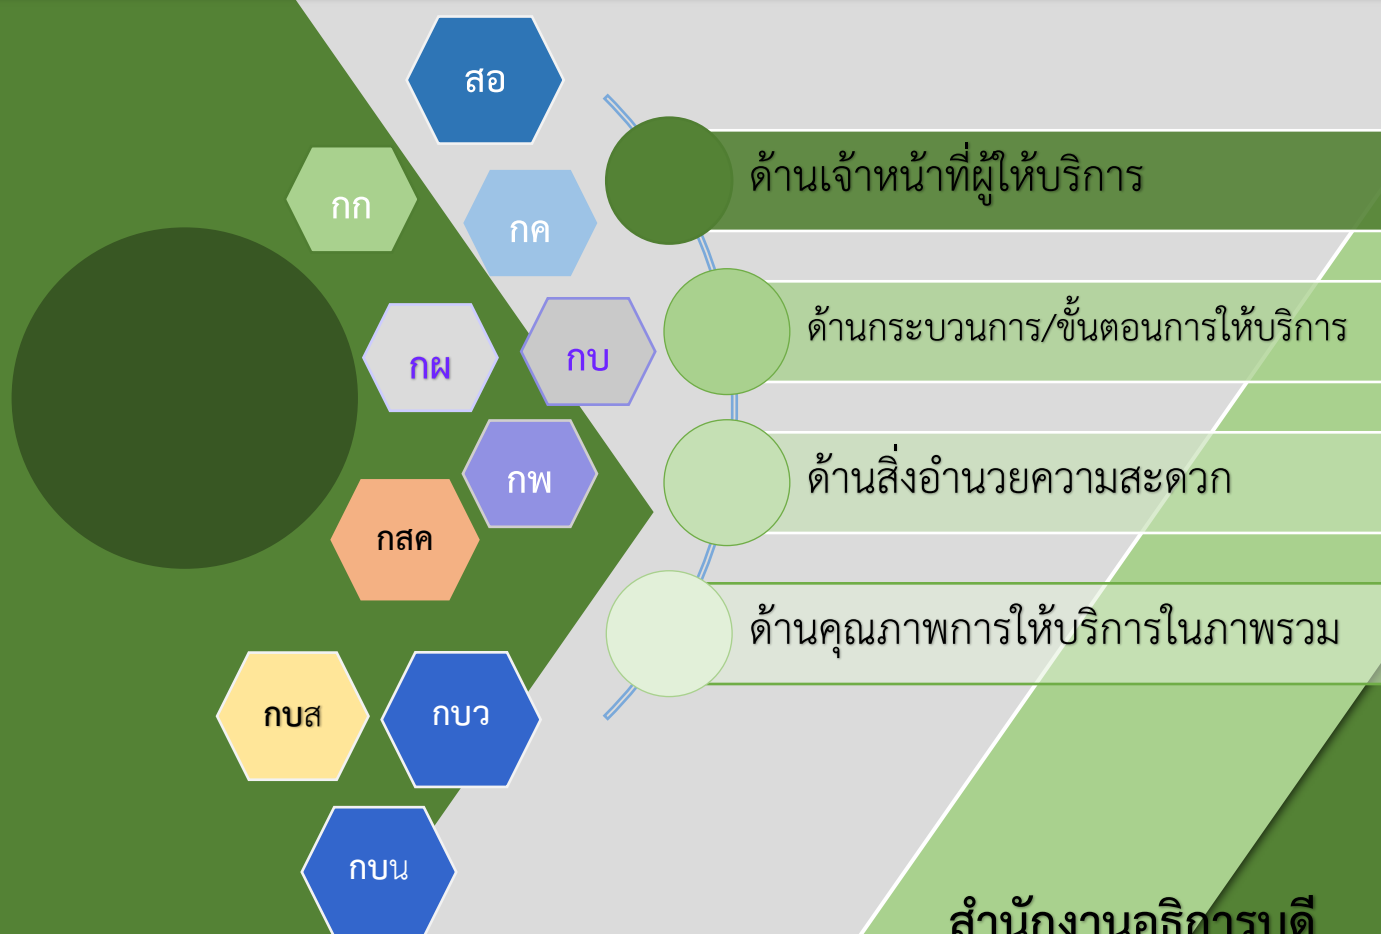 สอ
กก
กค
กผ
กบ
กพ
กสค
กบส
กบว
กบน
ด้านเจ้าหน้าที่ผู้ให้บริการ
ด้านกระบวนการ/ขั้นตอนการให้บริการ
ด้านสิ่งอำนวยความสะดวก
ด้านคุณภาพการให้บริการในภาพรวม
สำนักงานอธิการบดี